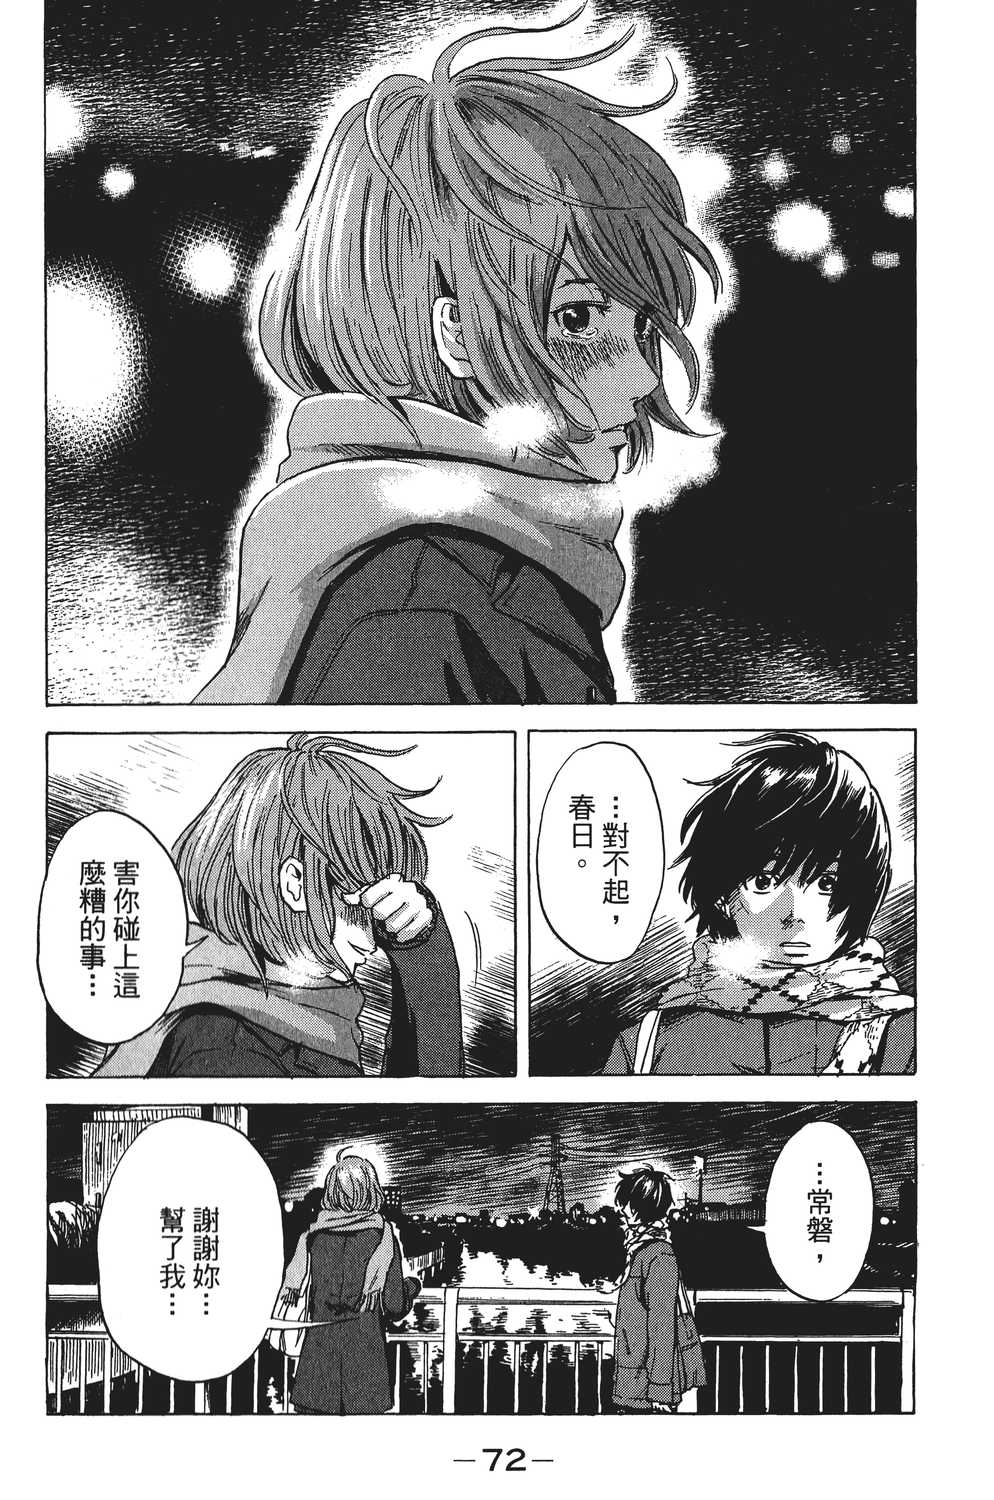 …對不起，
春日。
害你碰上這
麼糟的事…
…常磐，
謝謝妳…
幫了我…
—72—